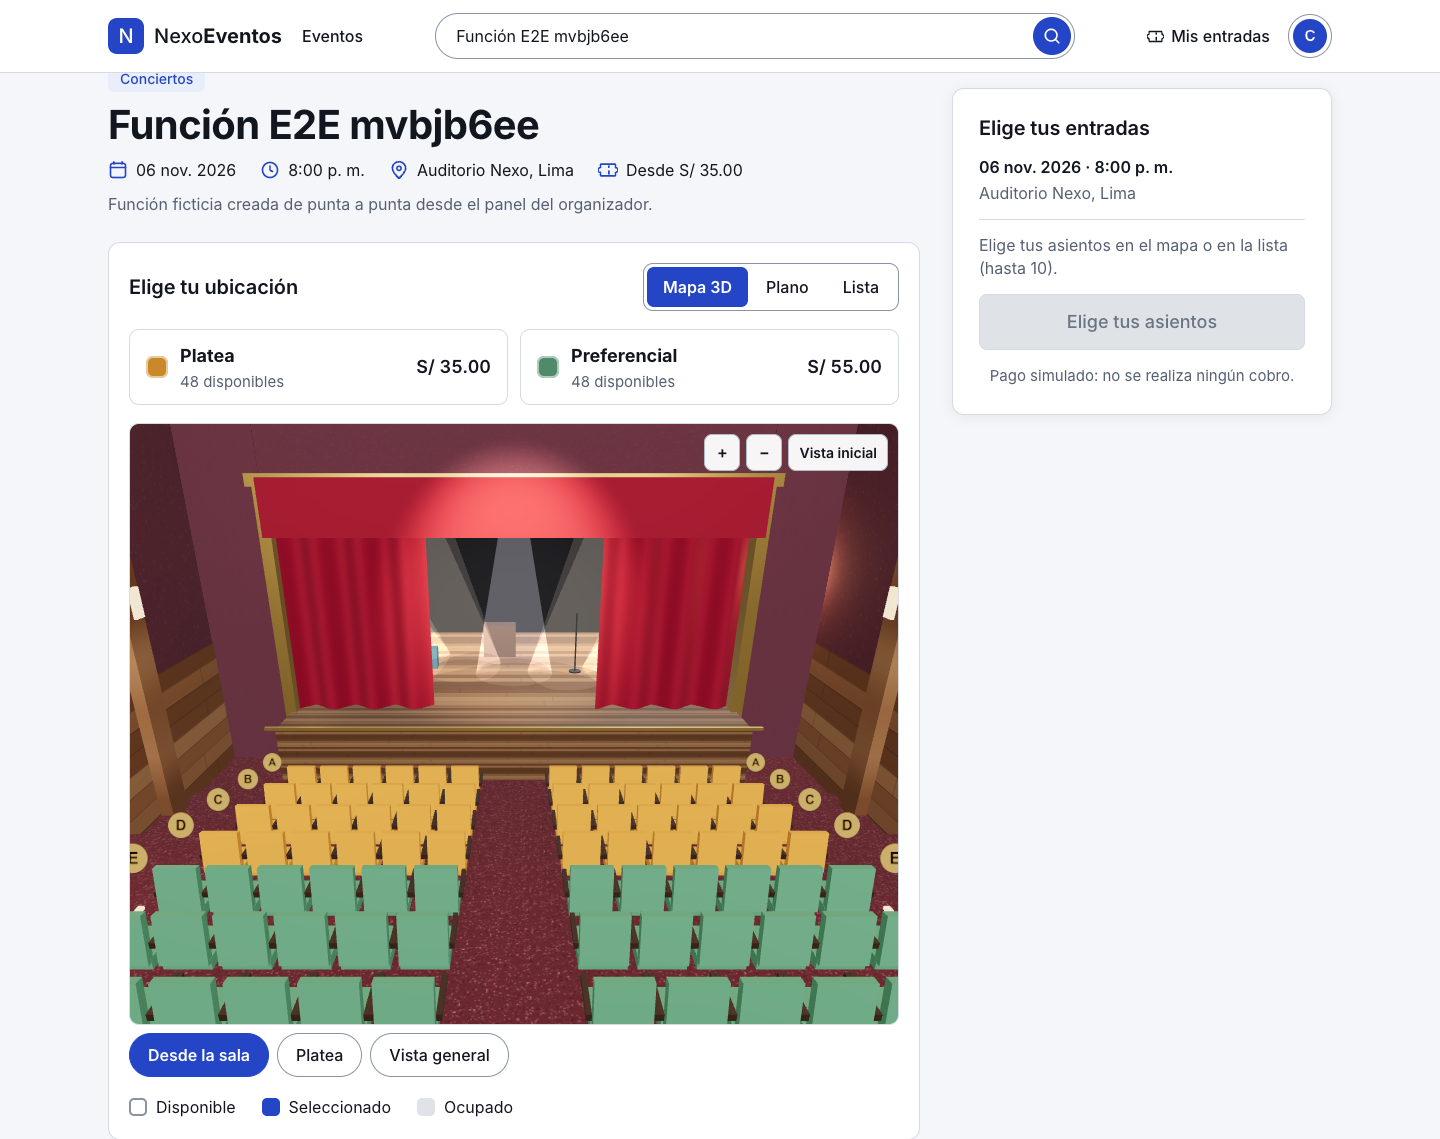 N NexoEventos Eventos Función E2E mvbjb6ee Mis entradas C
Conciertos
Función E2E mvbjb6ee
06 nov. 2026 8:00 p. m. Auditorio Nexo, Lima Desde S/ 35.00
Función ficticia creada de punta a punta desde el panel del organizador.
Elige tu ubicación
Mapa 3D Plano Lista
Platea
48 disponibles
S/ 35.00
Preferencial
48 disponibles
S/ 55.00
+ − Vista inicial
A A
B B
C C
D D
E E
Desde la sala Platea Vista general
Disponible Seleccionado Ocupado
Elige tus entradas
06 nov. 2026 · 8:00 p. m.
Auditorio Nexo, Lima
Elige tus asientos en el mapa o en la lista
(hasta 10).
Elige tus asientos
Pago simulado: no se realiza ningún cobro.